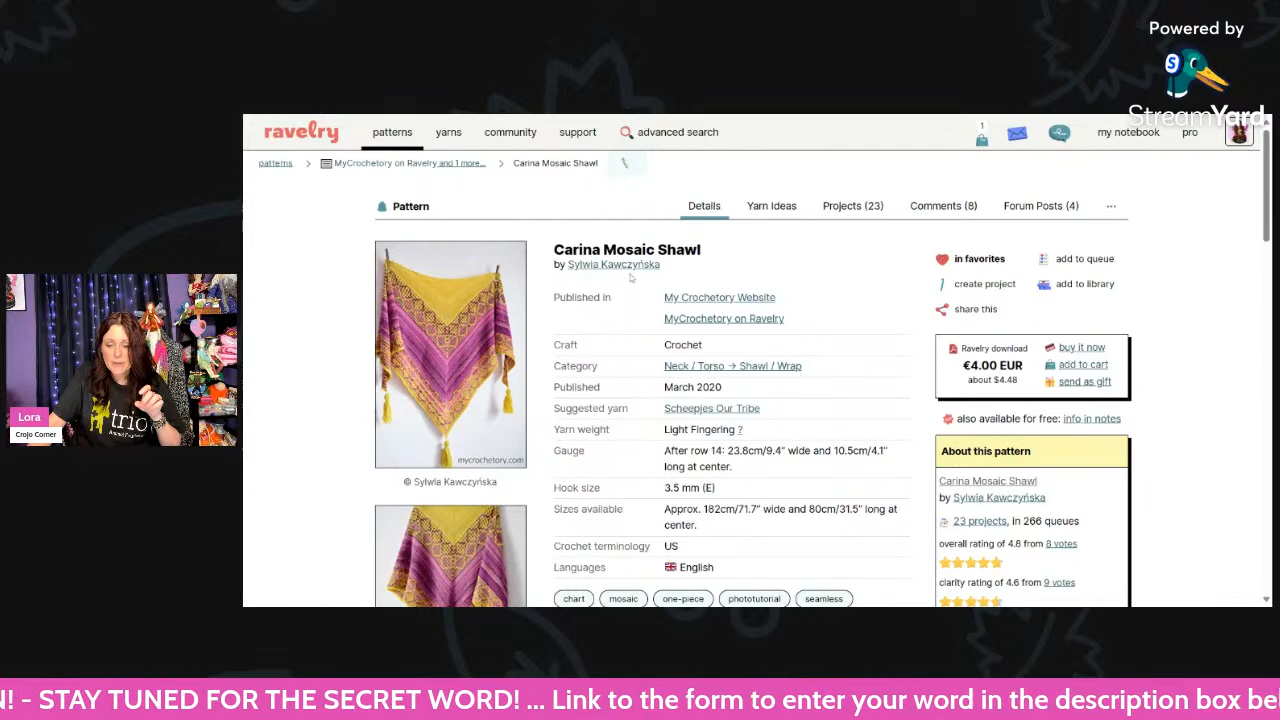 Powered by
S
StreamYard
ravelry
patterns
yarns
community
support
advanced search
1
my notebook
pro
patterns
MyCrochetory on Ravelry and 1 more...
Carina Mosaic Shawl
Pattern
Details
Yarn Ideas
Projects (23)
Comments (8)
Forum Posts (4)
...
mycrochetory.com
© Sylwia Kawczyńska
Carina Mosaic Shawl
by Sylwia Kawczyńska
Published in My Crochetory Website
MyCrochetory on Ravelry
Craft Crochet
Category Neck / Torso → Shawl / Wrap
Published March 2020
Suggested yarn Scheepjes Our Tribe
Yarn weight Light Fingering ?
Gauge After row 14: 23.8cm/9.4" wide and 10.5cm/4.1"
long at center.
Hook size 3.5 mm (E)
Sizes available Approx. 182cm/71.7" wide and 80cm/31.5" long at
center.
Crochet terminology US
Languages English
chart
mosaic
one-piece
phototutorial
seamless
in favorites
add to queue
create project
add to library
share this
Ravelry download
€4.00 EUR
about $4.48
buy it now
add to cart
send as gift
also available for free: info in notes
About this pattern
Carina Mosaic Shawl
by Sylwia Kawczyńska
23 projects, in 266 queues
overall rating of 4.8 from 8 votes
clarity rating of 4.6 from 9 votes
trio
Lora
Crojo Corner
N! - STAY TUNED FOR THE SECRET WORD! ... Link to the form to enter your word in the description box be